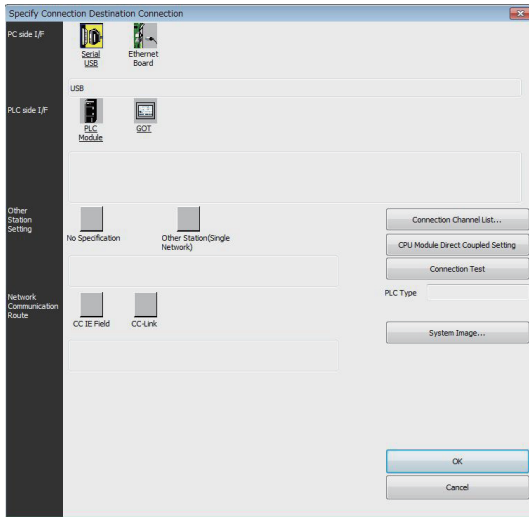 Specify Connection Destination Connection
PC side I/F
Serial
USB
Ethernet
Board
USB
PLC side I/F
PLC
Module
GOT
Other
Station
Setting
No Specification
Other Station(Single
Network)
Connection Channel List...
CPU Module Direct Coupled Setting
Connection Test
PLC Type
Network
Communication
Route
CC IE Field
CC-Link
System Image...
OK
Cancel